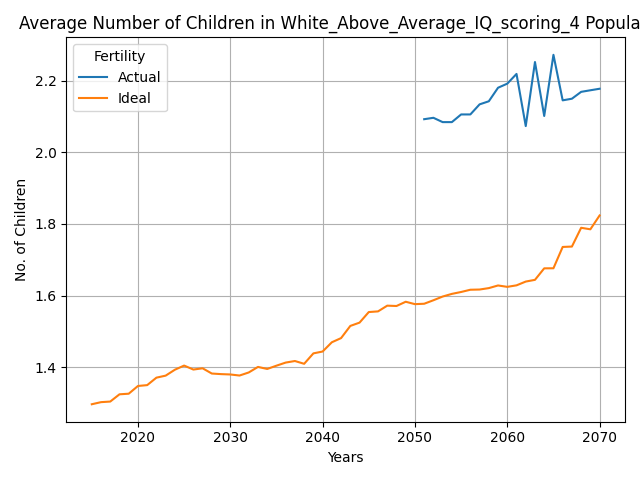 Average Number of Children in White_Above_Average_IQ_scoring_4 Popula
Fertility
Actual
Ideal
No. of Children
2.2
2.0
1.8
1.6
1.4
2020 2030 2040 2050 2060 2070
Years